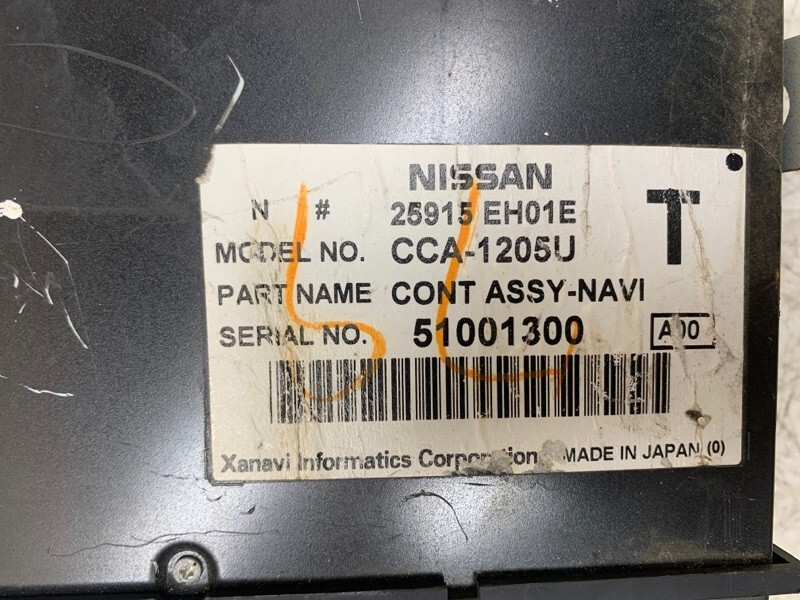 NISSAN
N # 25915 EH01E
T
MODEL NO. CCA-1205U
PART NAME CONT ASSY-NAVI
SERIAL NO. 51001300 A00
Xanavi Informatics MADE IN JAPAN (0)